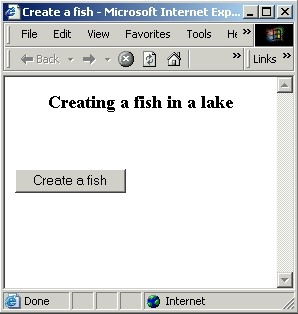 Create a fish - Microsoft Internet Exp...
File Edit View Favorites Tools He »
Back » Links »
Creating a fish in a lake
Create a fish
Done Internet